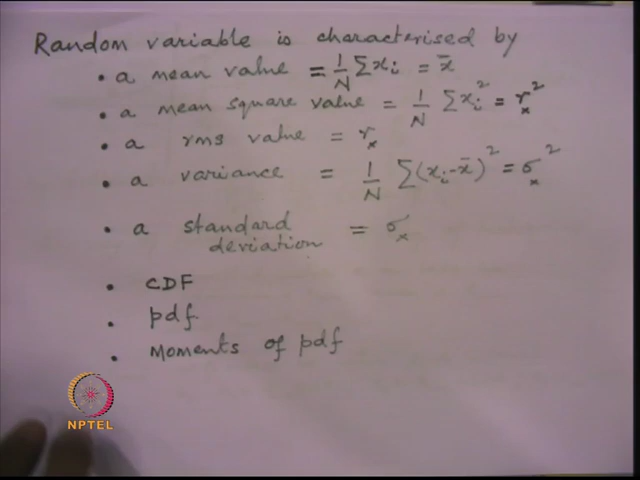 Random variable is characterised by
• a mean value = 1/N Σxᵢ = x̄
• a mean square value = 1/N Σxᵢ² = rₓ²
• a rms value = rₓ
• a variance = 1/N Σ(xᵢ-x̄)² = σₓ²
• a standard deviation = σₓ
• CDF
• pdf.
• Moments of pdf
NPTEL